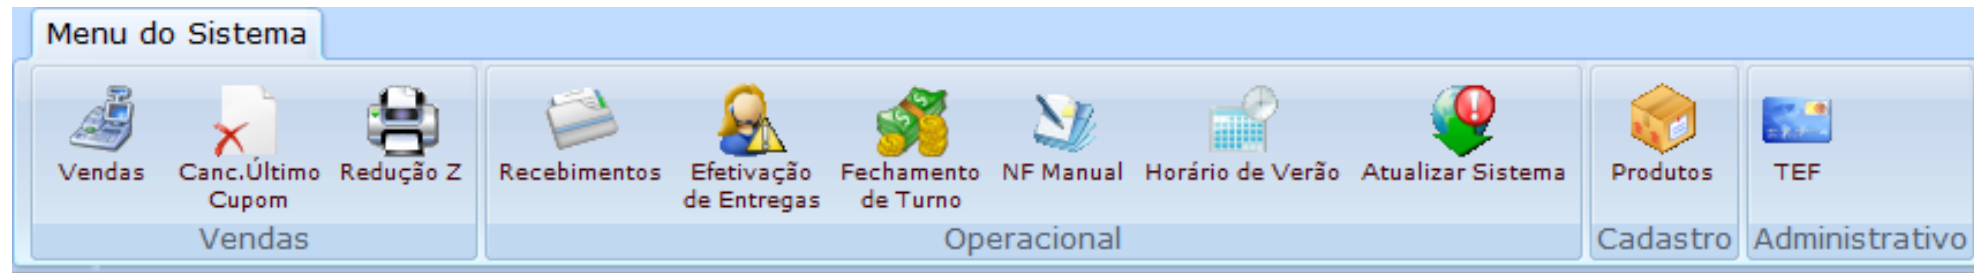 Menu do Sistema
Vendas
Canc.Último
Cupom
Redução Z
Vendas
Recebimentos
Efetivação
de Entregas
Fechamento
de Turno
NF Manual
Horário de Verão
Atualizar Sistema
Operacional
Produtos
Cadastro
TEF
Administrativo